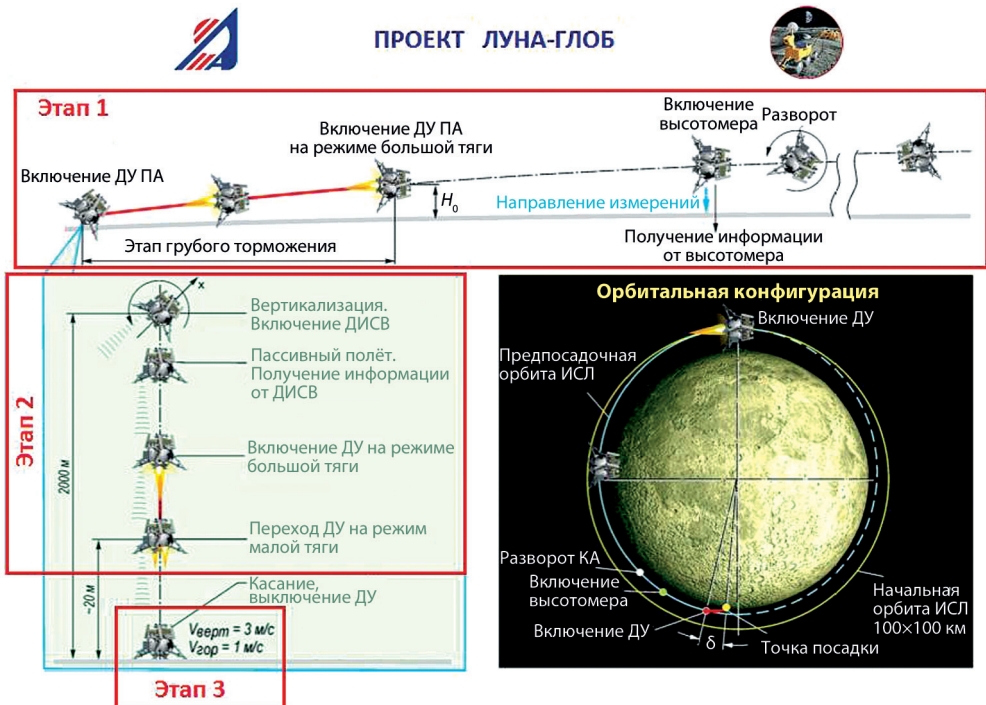 ПРОЕКТ ЛУНА-ГЛОБ
Этап 1
Включение ДУ ПА
Включение ДУ ПА
на режиме большой тяги
Включение
высотомера
Разворот
H₀
Направление измерений
Этап грубого торможения
Получение информации
от высотомера
Этап 2
x
Вертикализация.
Включение ДИСВ
Пассивный полёт.
Получение информации
от ДИСВ
Включение ДУ на режиме
большой тяги
2000 м
Переход ДУ на режим
малой тяги
~20 м
Касание,
выключение ДУ
Vверт = 3 м/с
Vгор = 1 м/с
Этап 3
Орбитальная конфигурация
Включение ДУ
Предпосадочная
орбита ИСЛ
Разворот КА
Включение
высотомера
Включение ДУ
δ
Точка посадки
Начальная
орбита ИСЛ
100×100 км